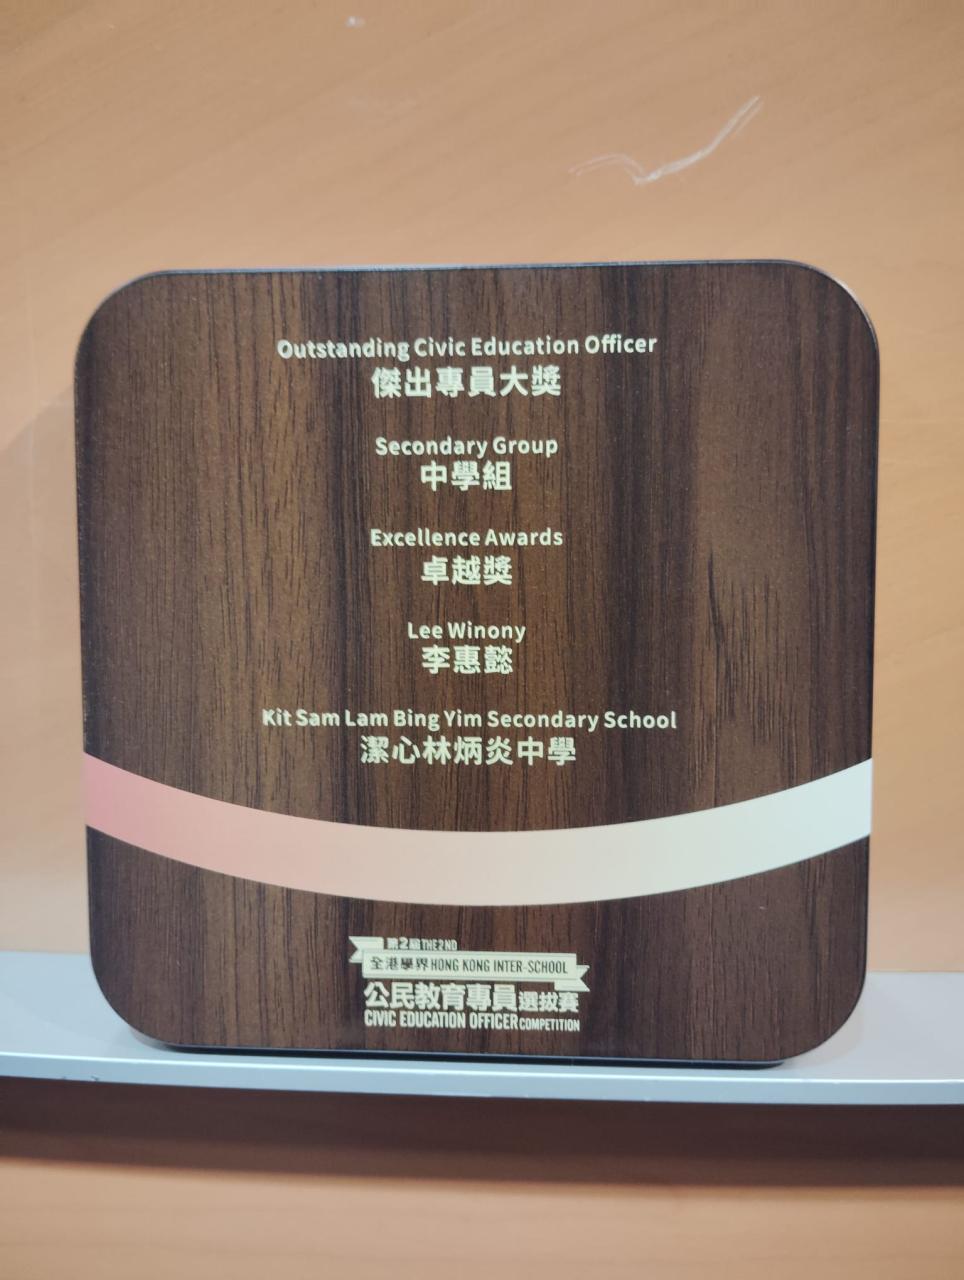 Outstanding Civic Education Officer
傑出專員大獎
Secondary Group
中學組
Excellence Awards
卓越獎
Lee Winony
李惠懿
Kit Sam Lam Bing Yim Secondary School
潔心林炳炎中學
第2屆 THE 2ND
全港學界 HONG KONG INTER-SCHOOL
公民教育專員選拔賽
CIVIC EDUCATION OFFICER COMPETITION